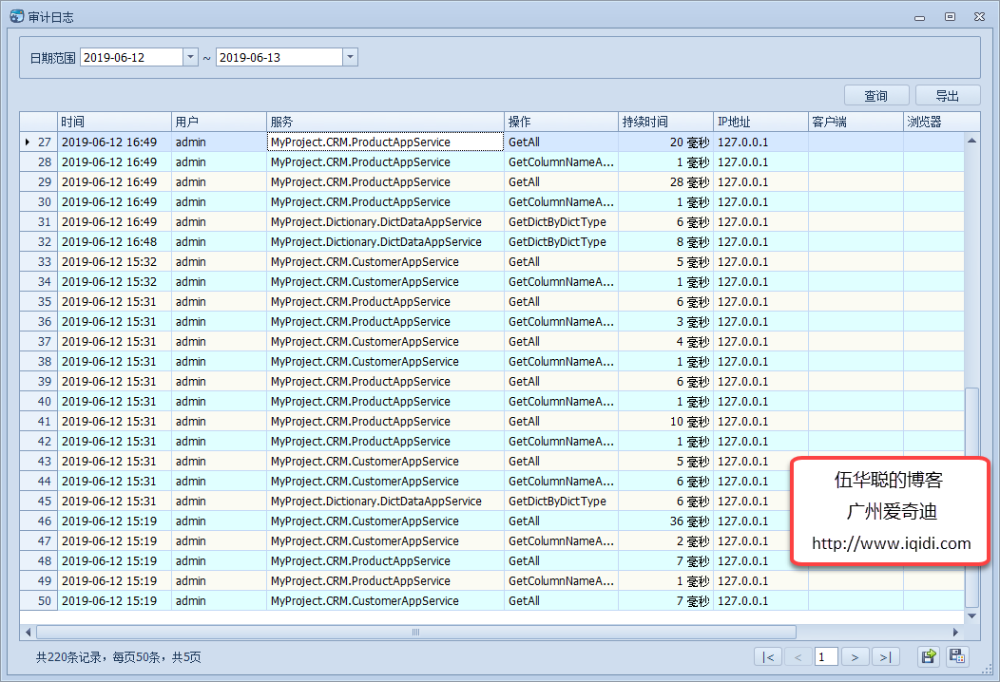 审计日志
日期范围 2019-06-12 ~ 2019-06-13
查询 导出
时间 用户 服务 操作 持续时间 IP地址 客户端 浏览器
27 2019-06-12 16:49 admin MyProject.CRM.ProductAppService GetAll 20 毫秒 127.0.0.1
28 2019-06-12 16:49 admin MyProject.CRM.ProductAppService GetColumnNameA... 1 毫秒 127.0.0.1
29 2019-06-12 16:49 admin MyProject.CRM.ProductAppService GetAll 28 毫秒 127.0.0.1
30 2019-06-12 16:49 admin MyProject.CRM.ProductAppService GetColumnNameA... 1 毫秒 127.0.0.1
31 2019-06-12 16:49 admin MyProject.Dictionary.DictDataAppService GetDictByDictType 6 毫秒 127.0.0.1
32 2019-06-12 16:48 admin MyProject.Dictionary.DictDataAppService GetDictByDictType 8 毫秒 127.0.0.1
33 2019-06-12 15:32 admin MyProject.CRM.CustomerAppService GetAll 5 毫秒 127.0.0.1
34 2019-06-12 15:32 admin MyProject.CRM.CustomerAppService GetColumnNameA... 1 毫秒 127.0.0.1
35 2019-06-12 15:31 admin MyProject.CRM.ProductAppService GetAll 6 毫秒 127.0.0.1
36 2019-06-12 15:31 admin MyProject.CRM.ProductAppService GetColumnNameA... 3 毫秒 127.0.0.1
37 2019-06-12 15:31 admin MyProject.CRM.CustomerAppService GetAll 4 毫秒 127.0.0.1
38 2019-06-12 15:31 admin MyProject.CRM.CustomerAppService GetColumnNameA... 1 毫秒 127.0.0.1
39 2019-06-12 15:31 admin MyProject.CRM.ProductAppService GetAll 6 毫秒 127.0.0.1
40 2019-06-12 15:31 admin MyProject.CRM.ProductAppService GetColumnNameA... 1 毫秒 127.0.0.1
41 2019-06-12 15:31 admin MyProject.CRM.ProductAppService GetAll 10 毫秒 127.0.0.1
42 2019-06-12 15:31 admin MyProject.CRM.ProductAppService GetColumnNameA... 1 毫秒 127.0.0.1
43 2019-06-12 15:31 admin MyProject.CRM.CustomerAppService GetAll 5 毫秒 127.0.0.1
44 2019-06-12 15:31 admin MyProject.CRM.CustomerAppService GetColumnNameA... 6 毫秒 127.0.0.1
45 2019-06-12 15:31 admin MyProject.Dictionary.DictDataAppService GetDictByDictType 6 毫秒 127.0.0.1
46 2019-06-12 15:19 admin MyProject.CRM.CustomerAppService GetAll 36 毫秒 127.0.0.1
47 2019-06-12 15:19 admin MyProject.CRM.CustomerAppService GetColumnNameA... 2 毫秒 127.0.0.1
48 2019-06-12 15:19 admin MyProject.CRM.ProductAppService GetAll 7 毫秒 127.0.0.1
49 2019-06-12 15:19 admin MyProject.CRM.ProductAppService GetColumnNameA... 1 毫秒 127.0.0.1
50 2019-06-12 15:19 admin MyProject.CRM.CustomerAppService GetAll 7 毫秒 127.0.0.1
伍华聪的博客
广州爱奇迪
http://www.iqidi.com
共220条记录，每页50条，共5页 |< < 1 > >|